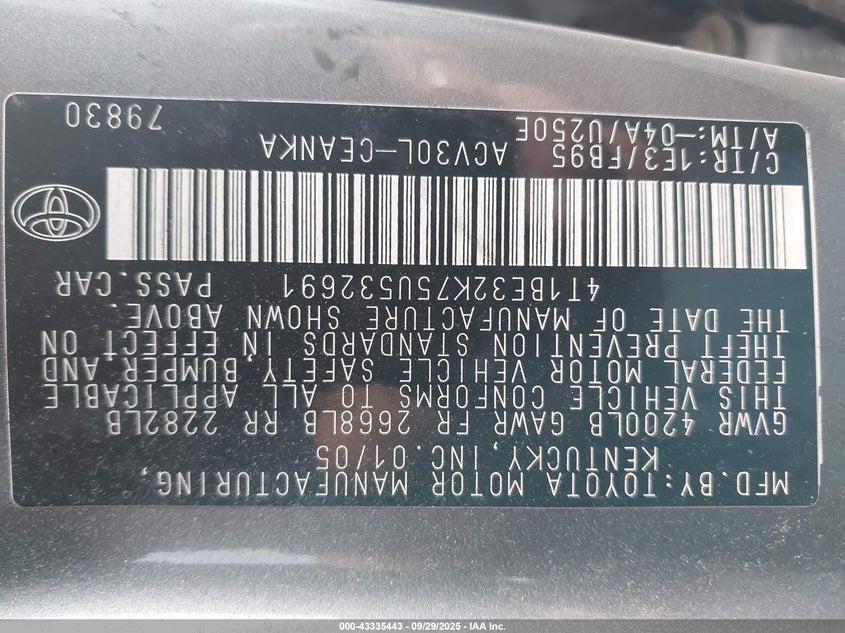 MFD.BY:TOYOTA MOTOR MANUFACTURING,
KENTUCKY,INC.01/05
GVWR 4200LB GAWR FR 2668LB RR 2282LB
THIS VEHICLE CONFORMS TO ALL APPLICABLE
FEDERAL MOTOR VEHICLE SAFETY BUMPER AND
THEFT PREVENTION STANDARDS IN EFFECT ON
THE DATE OF MANUFACTURE SHOWN ABOVE.
4T1BE32K75U532691 PASS.CAR
C/TR:1E3/FB95 ACV30L-CEANKA
A/TM:-04A/U250E 79830
000-43335443 - 09/29/2025 - IAA Inc.